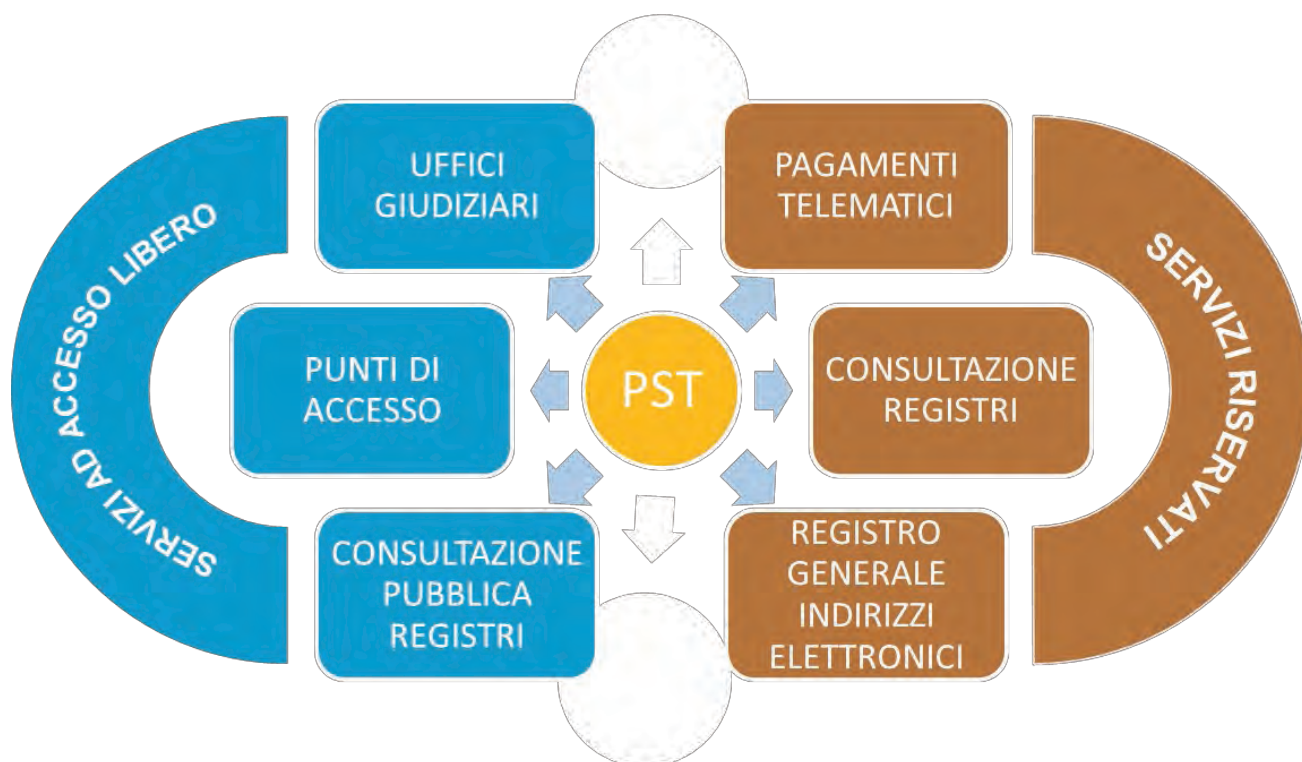 SERVIZI AD ACCESSO LIBERO
UFFICI
GIUDIZIARI
PUNTI DI
ACCESSO
CONSULTAZIONE
PUBBLICA
REGISTRI
PST
PAGAMENTI
TELEMATICI
CONSULTAZIONE
REGISTRI
REGISTRO
GENERALE
INDIRIZZI
ELETTRONICI
SERVIZI RISERVATI